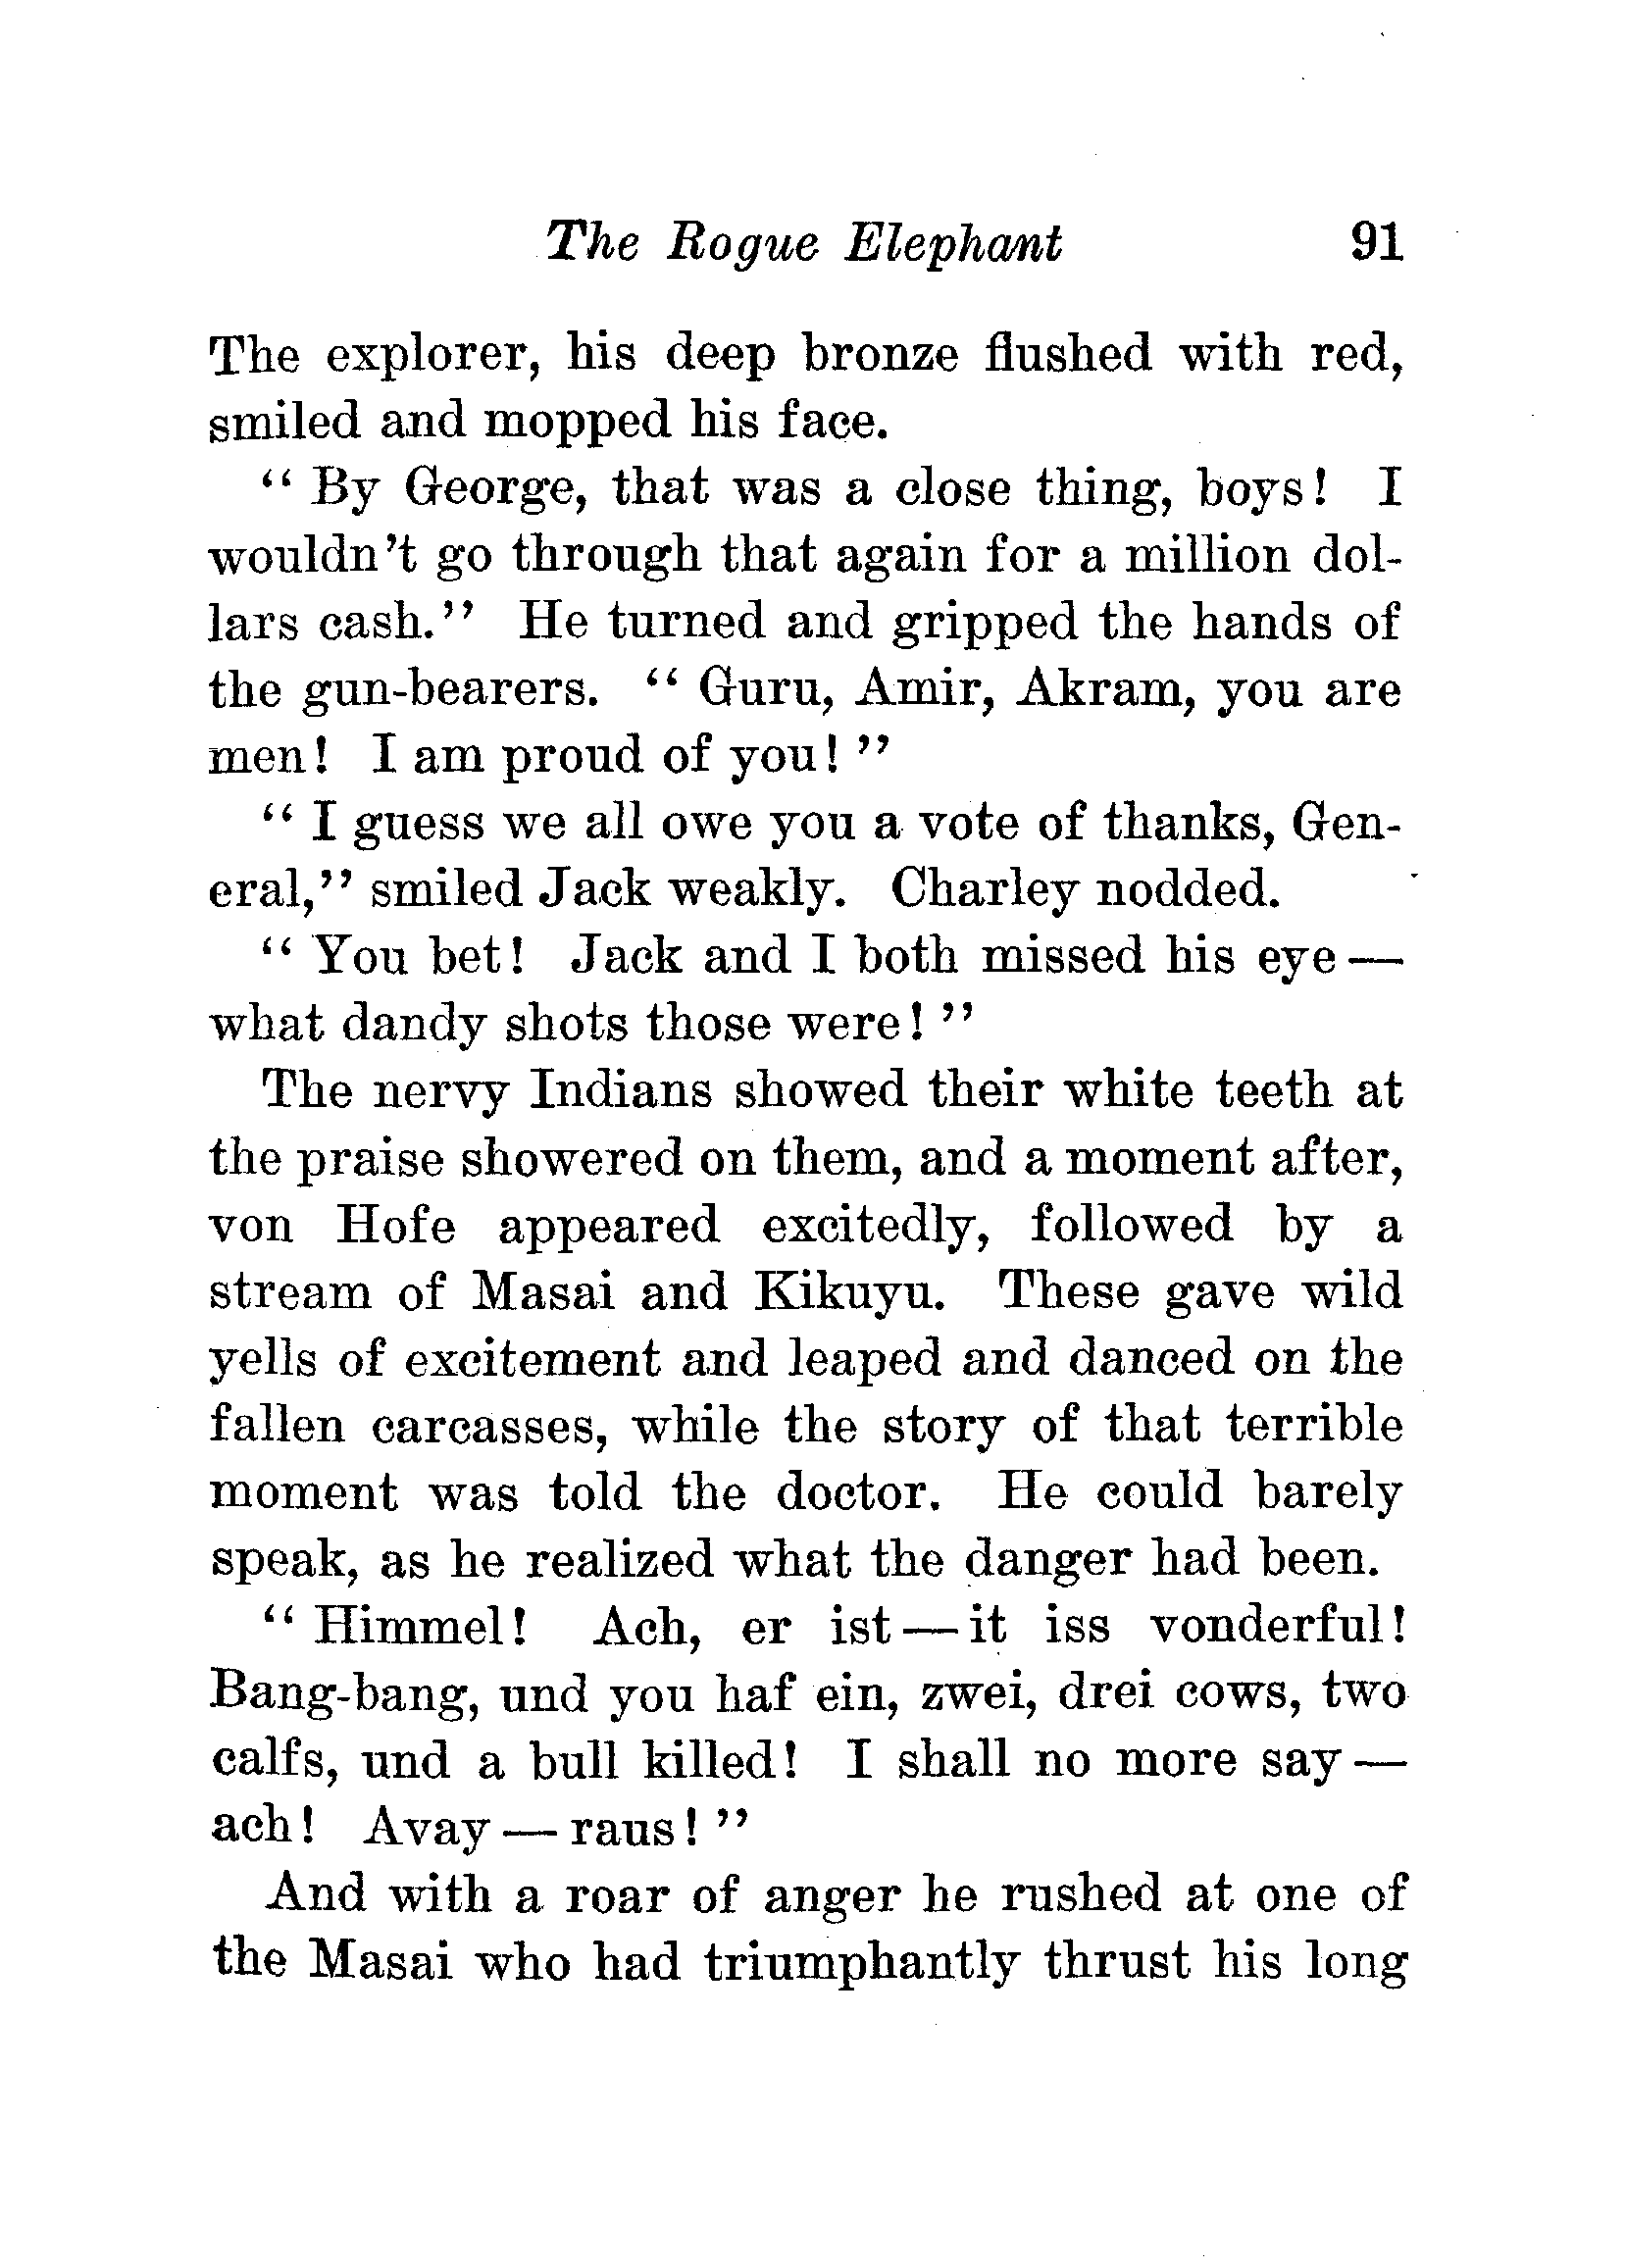 The Rogue Elephant 91
The explorer, his deep bronze flushed with red,
smiled and mopped his face.
“ By George, that was a close thing, boys! I
wouldn't go through that again for a million dol-
lars cash.” He turned and gripped the hands of
the gun-bearers. “ Guru, Amir, Akram, you are
men! I am proud of you! ”
“ I guess we all owe you a vote of thanks, Gen-
eral,” smiled Jack weakly. Charley nodded.
“ You bet! Jack and I both missed his eye —
what dandy shots those were! ”
The nervy Indians showed their white teeth at
the praise showered on them, and a moment after,
von Hofe appeared excitedly, followed by a
stream of Masai and Kikuyu. These gave wild
yells of excitement and leaped and danced on the
fallen carcasses, while the story of that terrible
moment was told the doctor. He could barely
speak, as he realized what the danger had been.
“ Himmel! Ach, er ist — it iss vonderful!
Bang-bang, und you haf ein, zwei, drei cows, two
calfs, und a bull killed! I shall no more say —
ach! Avay — raus! ”
And with a roar of anger he rushed at one of
the Masai who had triumphantly thrust his long